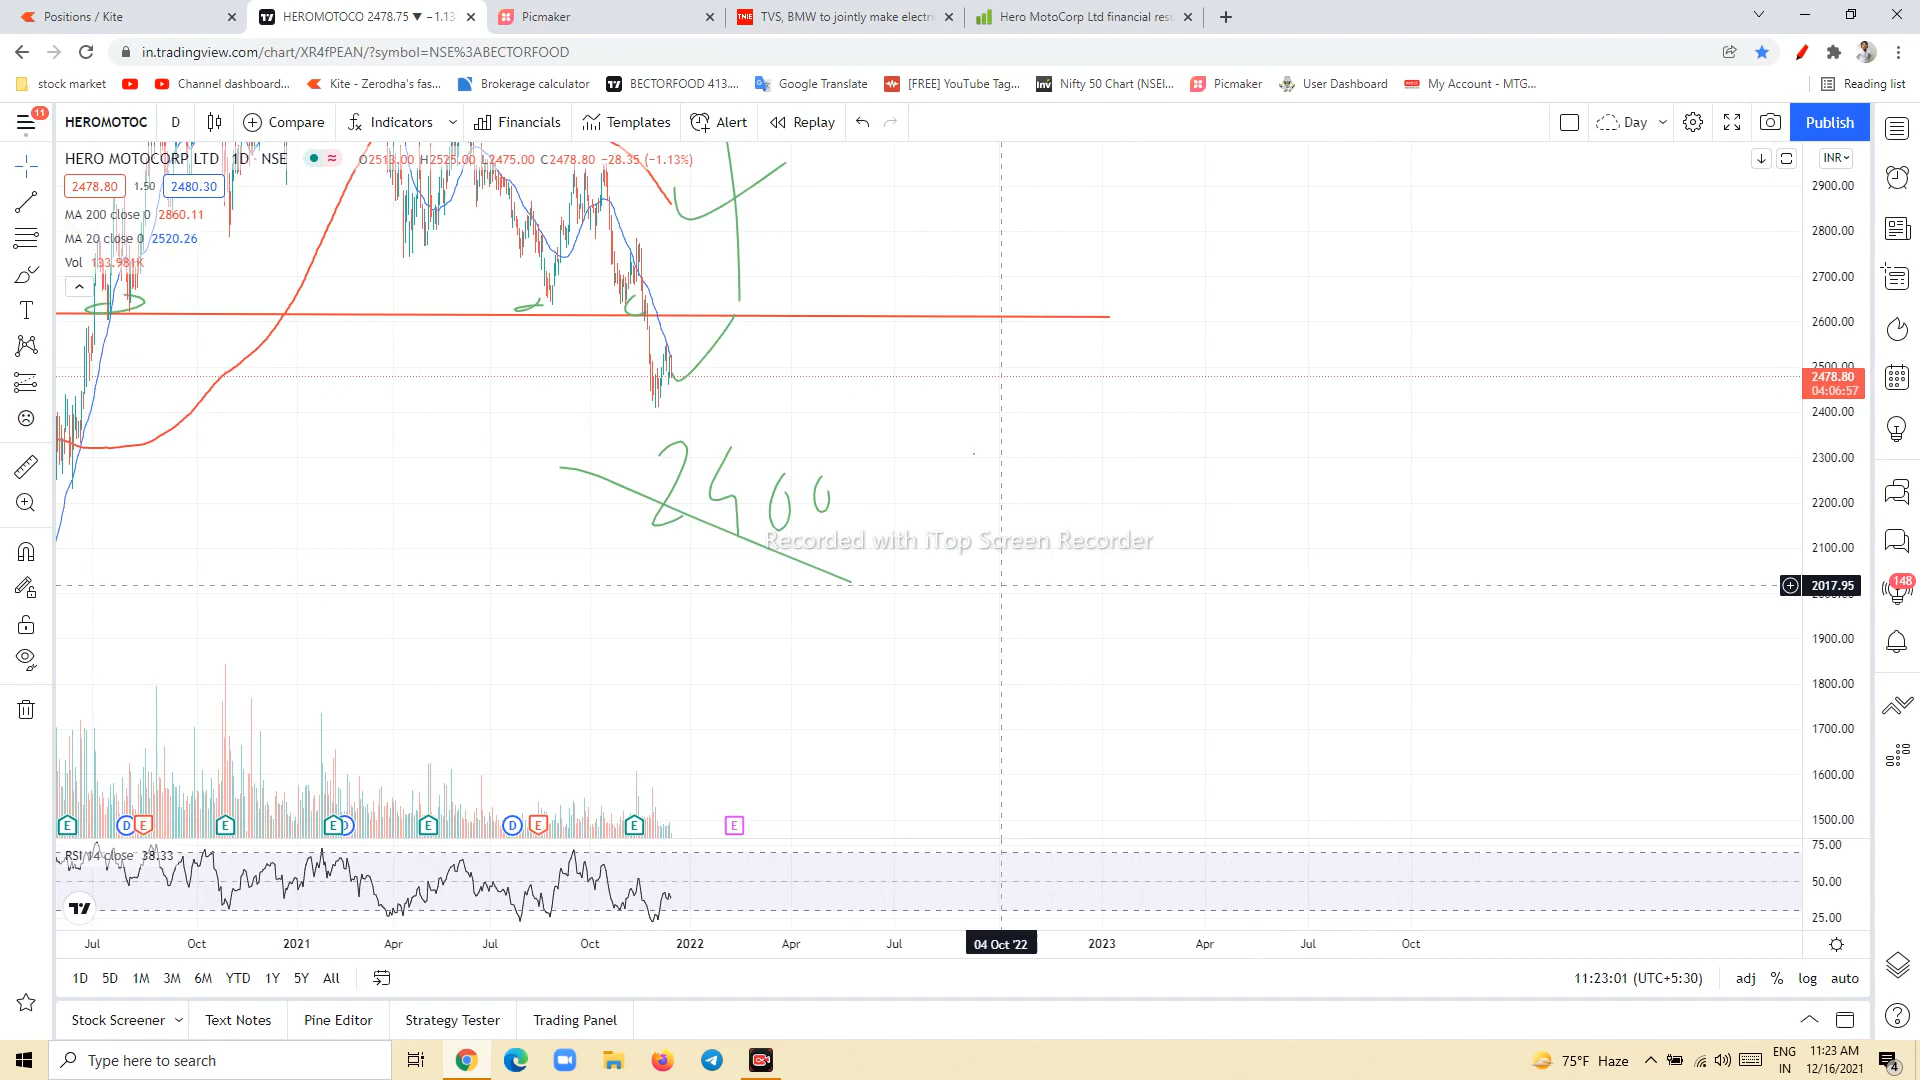 Positions / Kite
HEROMOTOCO 2478.75 ▼ −1.13
Picmaker
TVS, BMW to jointly make electri
Hero MotoCorp Ltd financial res
in.tradingview.com/chart/XR4fPEAN/?symbol=NSE%3ABECTORFOOD
stock market
Channel dashboard...
Kite - Zerodha's fas...
Brokerage calculator
BECTORFOOD 413....
Google Translate
[FREE] YouTube Tag...
Nifty 50 Chart (NSEI...
Picmaker
User Dashboard
My Account - MTG...
Reading list
11
HEROMOTOC
D
Compare
Indicators
Financials
Templates
Alert
Replay
Day
Publish
HERO MOTOCORP LTD · 1D · NSE
O2513.00 H2525.00 L2475.00 C2478.80 −28.35 (−1.13%)
INR
2478.80 1.50 2480.30
MA 200 close 0 2860.11
MA 20 close 0 2520.26
Vol 133.981K
2900.00
2800.00
2700.00
2600.00
2500.00
2478.80
04:06:57
2400.00
2300.00
2200.00
2100.00
2017.95
1900.00
1800.00
1700.00
1600.00
1500.00
2400
Recorded with iTop Screen Recorder
148
E D E E E D E D E E E
RSI 14 close 38.33
75.00
50.00
25.00
Jul Oct 2021 Apr Jul Oct 2022 Apr Jul 04 Oct '22 2023 Apr Jul Oct
1D 5D 1M 3M 6M YTD 1Y 5Y All
11:23:01 (UTC+5:30) adj % log auto
Stock Screener Text Notes Pine Editor Strategy Tester Trading Panel
Type here to search
75°F Haze
ENG
IN
11:23 AM
12/16/2021
4